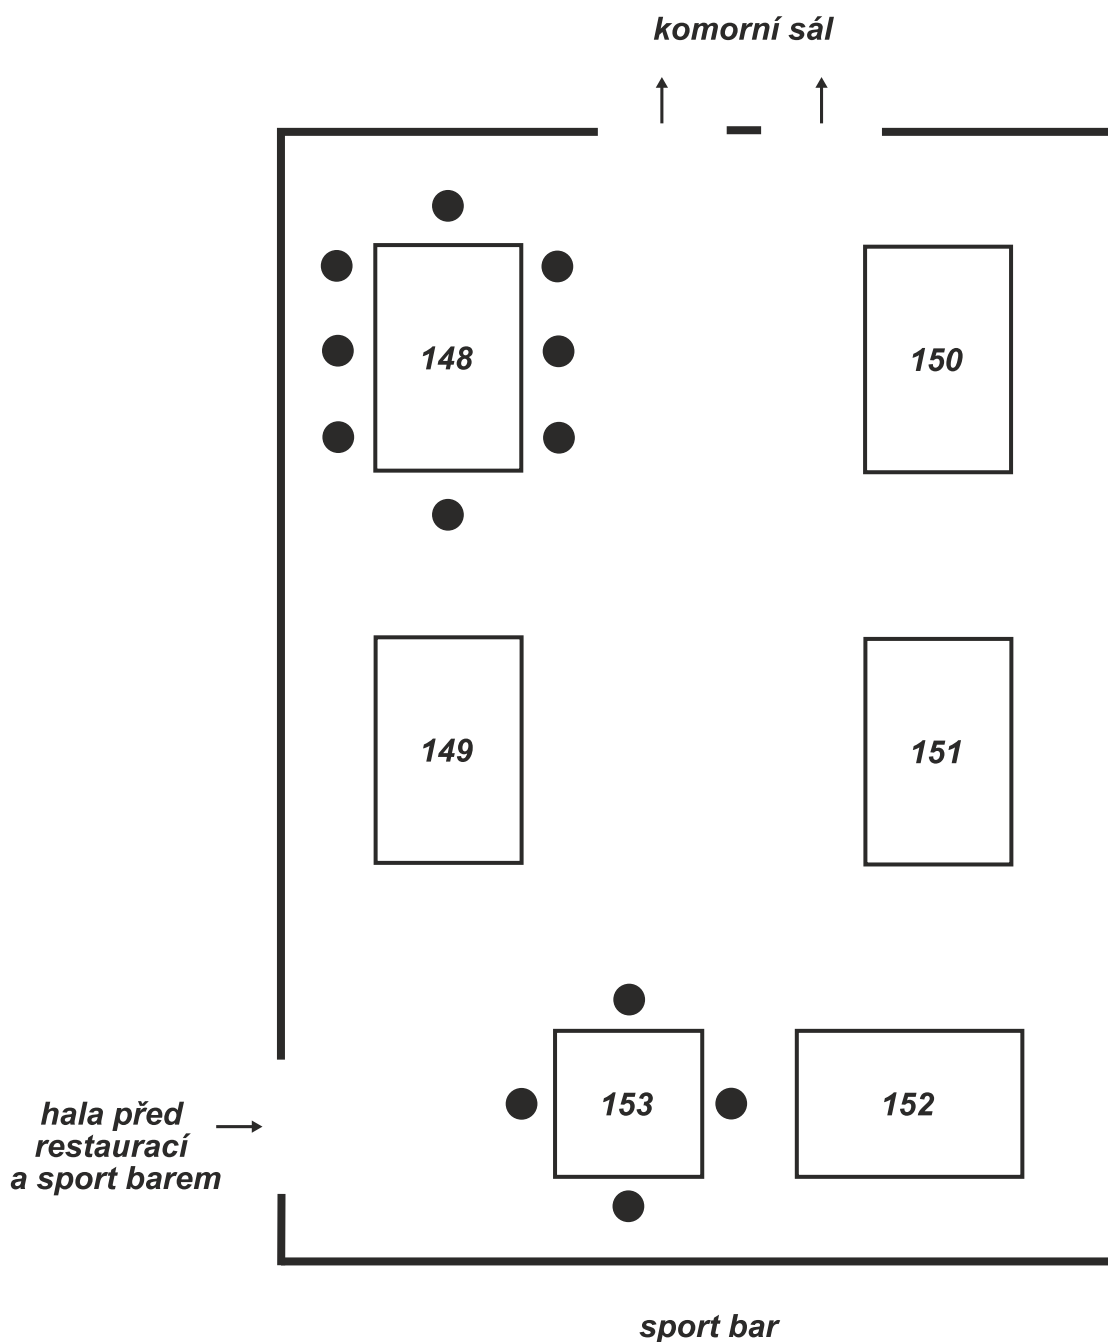 komorní sál
148
150
149
151
153
152
hala před
restaurací
a sport barem
sport bar